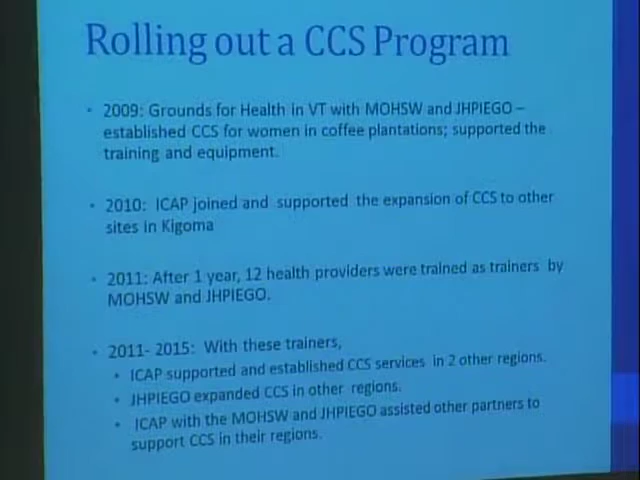 Rolling out a CCS Program
• 2009: Grounds for Health in VT with MOHSW and JHPIEGO –
established CCS for women in coffee plantations; supported the
training and equipment.
• 2010: ICAP joined and supported the expansion of CCS to other
sites in Kigoma
• 2011: After 1 year, 12 health providers were trained as trainers by
MOHSW and JHPIEGO.
• 2011- 2015: With these trainers,
• ICAP supported and established CCS services in 2 other regions.
• JHPIEGO expanded CCS in other regions.
• ICAP with the MOHSW and JHPIEGO assisted other partners to
support CCS in their regions.